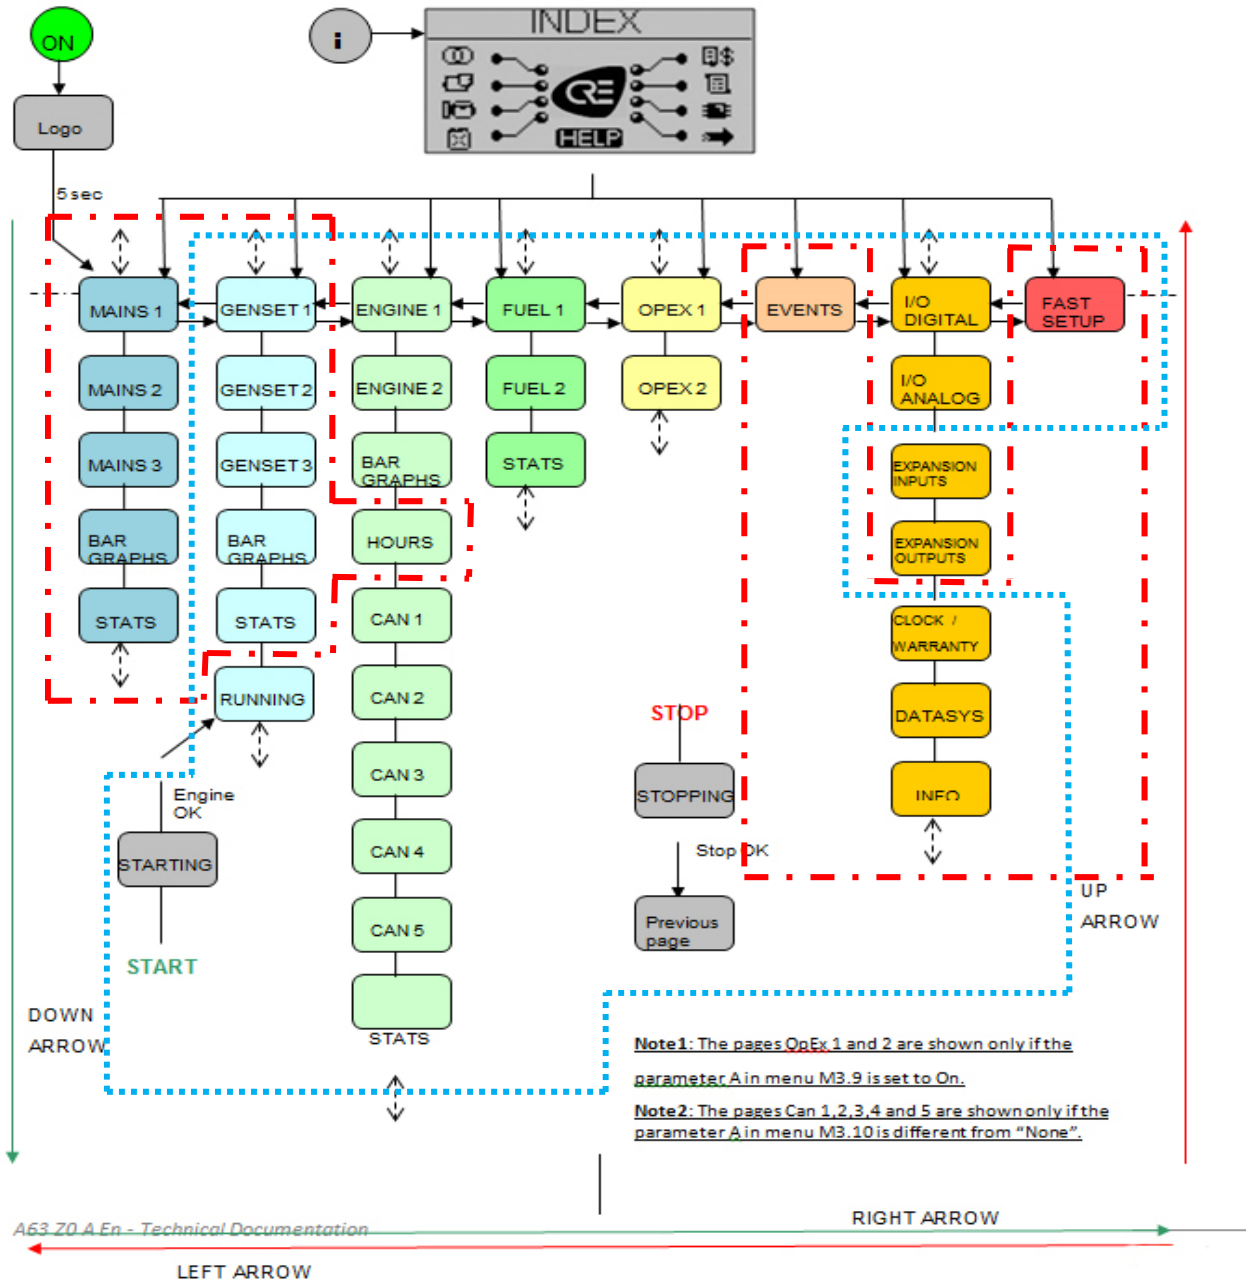 ON
i
INDEX
CRE
HELP
Logo
5 sec
MAINS 1
GENSET 1
ENGINE 1
FUEL 1
OPEX 1
EVENTS
I/O
DIGITAL
FAST
SETUP
MAINS 2
GENSET 2
ENGINE 2
FUEL 2
OPEX 2
I/O
ANALOG
MAINS 3
GENSET 3
BAR
GRAPHS
STATS
EXPANSION
INPUTS
BAR
GRAPHS
BAR
GRAPHS
HOURS
EXPANSION
OUTPUTS
STATS
STATS
CAN 1
CLOCK /
WARRANTY
RUNNING
CAN 2
STOP
DATASYS
Engine
OK
CAN 3
STOPPING
INFO
STARTING
CAN 4
Stop OK
UP
ARROW
START
CAN 5
Previous
page
DOWN
ARROW
STATS
Note1: The pages OpEx 1 and 2 are shown only if the
parameter A in menu M3.9 is set to On.
Note2: The pages Can 1,2,3,4 and 5 are shown only if the
parameter A in menu M3.10 is different from “None”.
A63 Z0 A En - Technical Documentation
RIGHT ARROW
LEFT ARROW